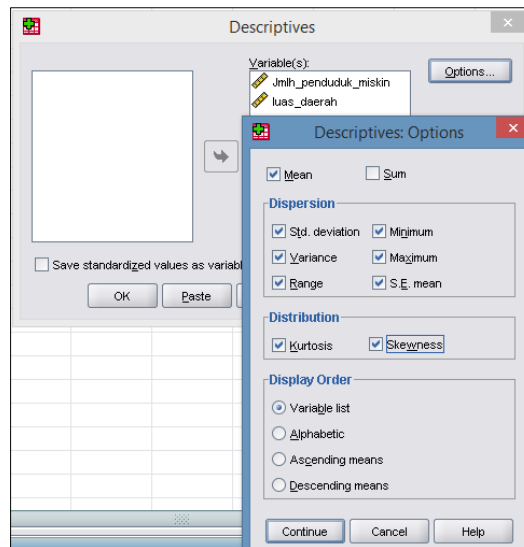 Descriptives
Variable(s):
Jmlh_penduduk_miskin
luas_daerah
Options...
Save standardized values as variabl
OK
Paste
Descriptives: Options
Mean
Sum
Dispersion
Std. deviation
Minimum
Variance
Maximum
Range
S.E. mean
Distribution
Kurtosis
Skewness
Display Order
Variable list
Alphabetic
Ascending means
Descending means
Continue
Cancel
Help